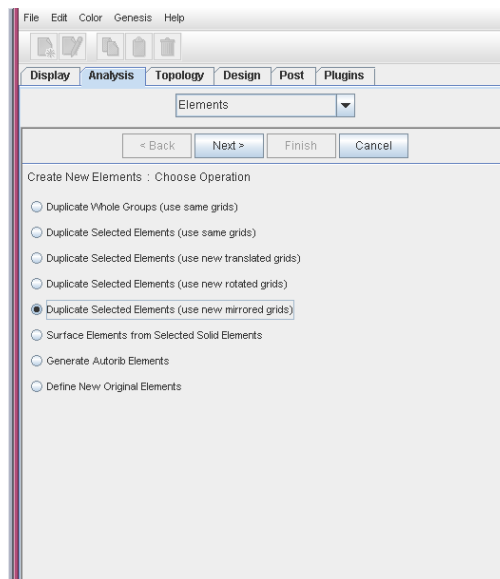 File Edit Color Genesis Help
Display Analysis Topology Design Post Plugins
Elements
< Back Next > Finish Cancel
Create New Elements : Choose Operation
Duplicate Whole Groups (use same grids)
Duplicate Selected Elements (use same grids)
Duplicate Selected Elements (use new translated grids)
Duplicate Selected Elements (use new rotated grids)
Duplicate Selected Elements (use new mirrored grids)
Surface Elements from Selected Solid Elements
Generate Autorib Elements
Define New Original Elements